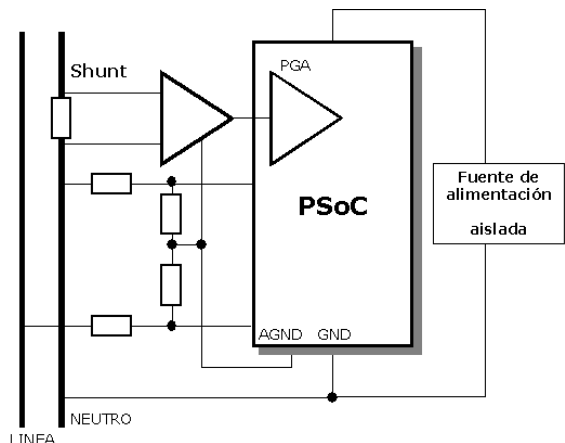 Shunt
PGA
PSoC
Fuente de
alimentación
aislada
AGND GND
NEUTRO
LINEA